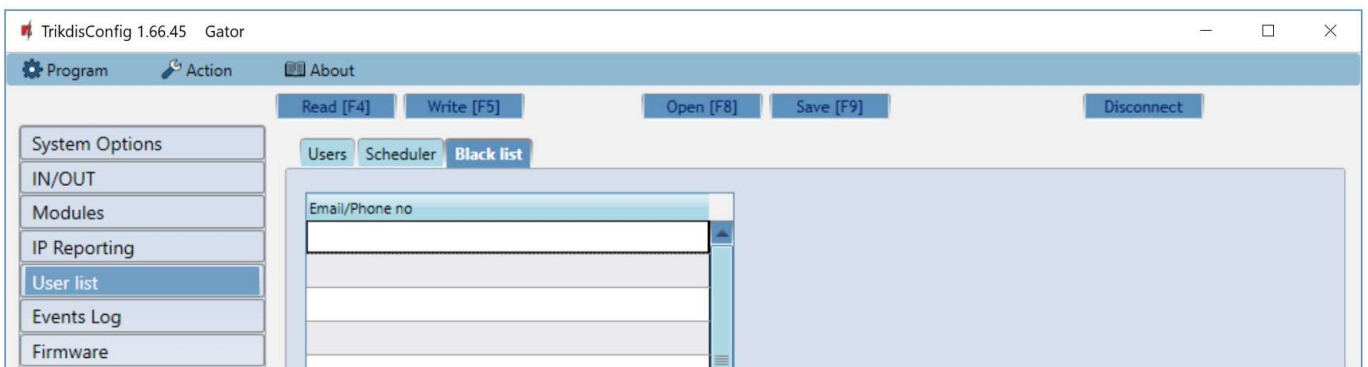 TrikdisConfig 1.66.45 Gator
Program Action About
Read [F4] Write [F5] Open [F8] Save [F9] Disconnect
System Options
IN/OUT
Modules
IP Reporting
User list
Events Log
Firmware
Users Scheduler Black list
Email/Phone no